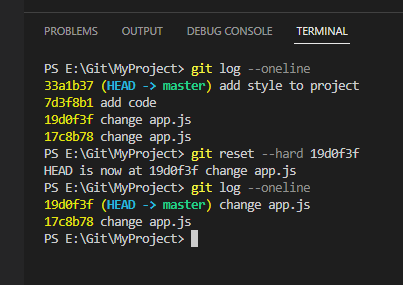 PROBLEMS OUTPUT DEBUG CONSOLE TERMINAL
PS E:\Git\MyProject> git log --oneline
33a1b37 (HEAD -> master) add style to project
7d3f8b1 add code
19d0f3f change app.js
17c8b78 change app.js
PS E:\Git\MyProject> git reset --hard 19d0f3f
HEAD is now at 19d0f3f change app.js
PS E:\Git\MyProject> git log --oneline
19d0f3f (HEAD -> master) change app.js
17c8b78 change app.js
PS E:\Git\MyProject>